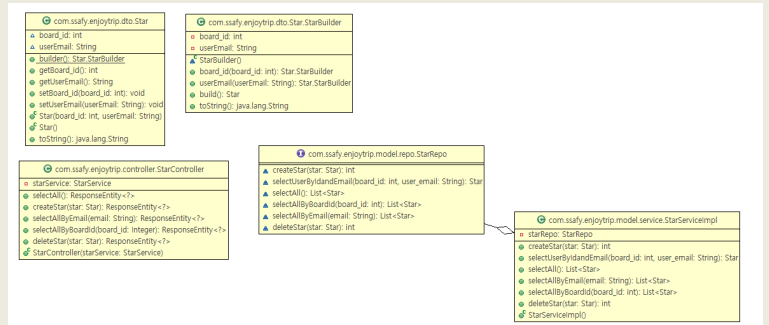 com.ssafy.enjoytrip.dto.Star
board_id: int
userEmail: String
builder(): Star.StarBuilder
getBoard_id(): int
getUserEmail(): String
setBoard_id(board_id: int): void
setUserEmail(userEmail: String): void
Star(board_id: int, userEmail: String)
Star()
toString(): java.lang.String
com.ssafy.enjoytrip.dto.Star.StarBuilder
board_id: int
userEmail: String
StarBuilder()
board_id(board_id: int): Star.StarBuilder
userEmail(userEmail: String): Star.StarBuilder
build(): Star
toString(): java.lang.String
com.ssafy.enjoytrip.controller.StarController
starService: StarService
selectAll(): ResponseEntity<?>
createStar(star: Star): ResponseEntity<?>
selectAllByEmail(email: String): ResponseEntity<?>
selectAllByBoardId(board_id: Integer): ResponseEntity<?>
deleteStar(star: Star): ResponseEntity<?>
StarController(starService: StarService)
com.ssafy.enjoytrip.model.repo.StarRepo
createStar(star: Star): int
selectUserByIdandEmail(board_id: int, user_email: String): Star
selectAll(): List<Star>
selectAllByBoardId(board_id: int): List<Star>
selectAllByEmail(email: String): List<Star>
deleteStar(star: Star): int
com.ssafy.enjoytrip.model.service.StarServiceImpl
starRepo: StarRepo
createStar(star: Star): int
selectUserByIdandEmail(board_id: int, user_email: String): Star
selectAll(): List<Star>
selectAllByEmail(email: String): List<Star>
selectAllByBoardId(board_id: int): List<Star>
deleteStar(star: Star): int
StarServiceImpl()